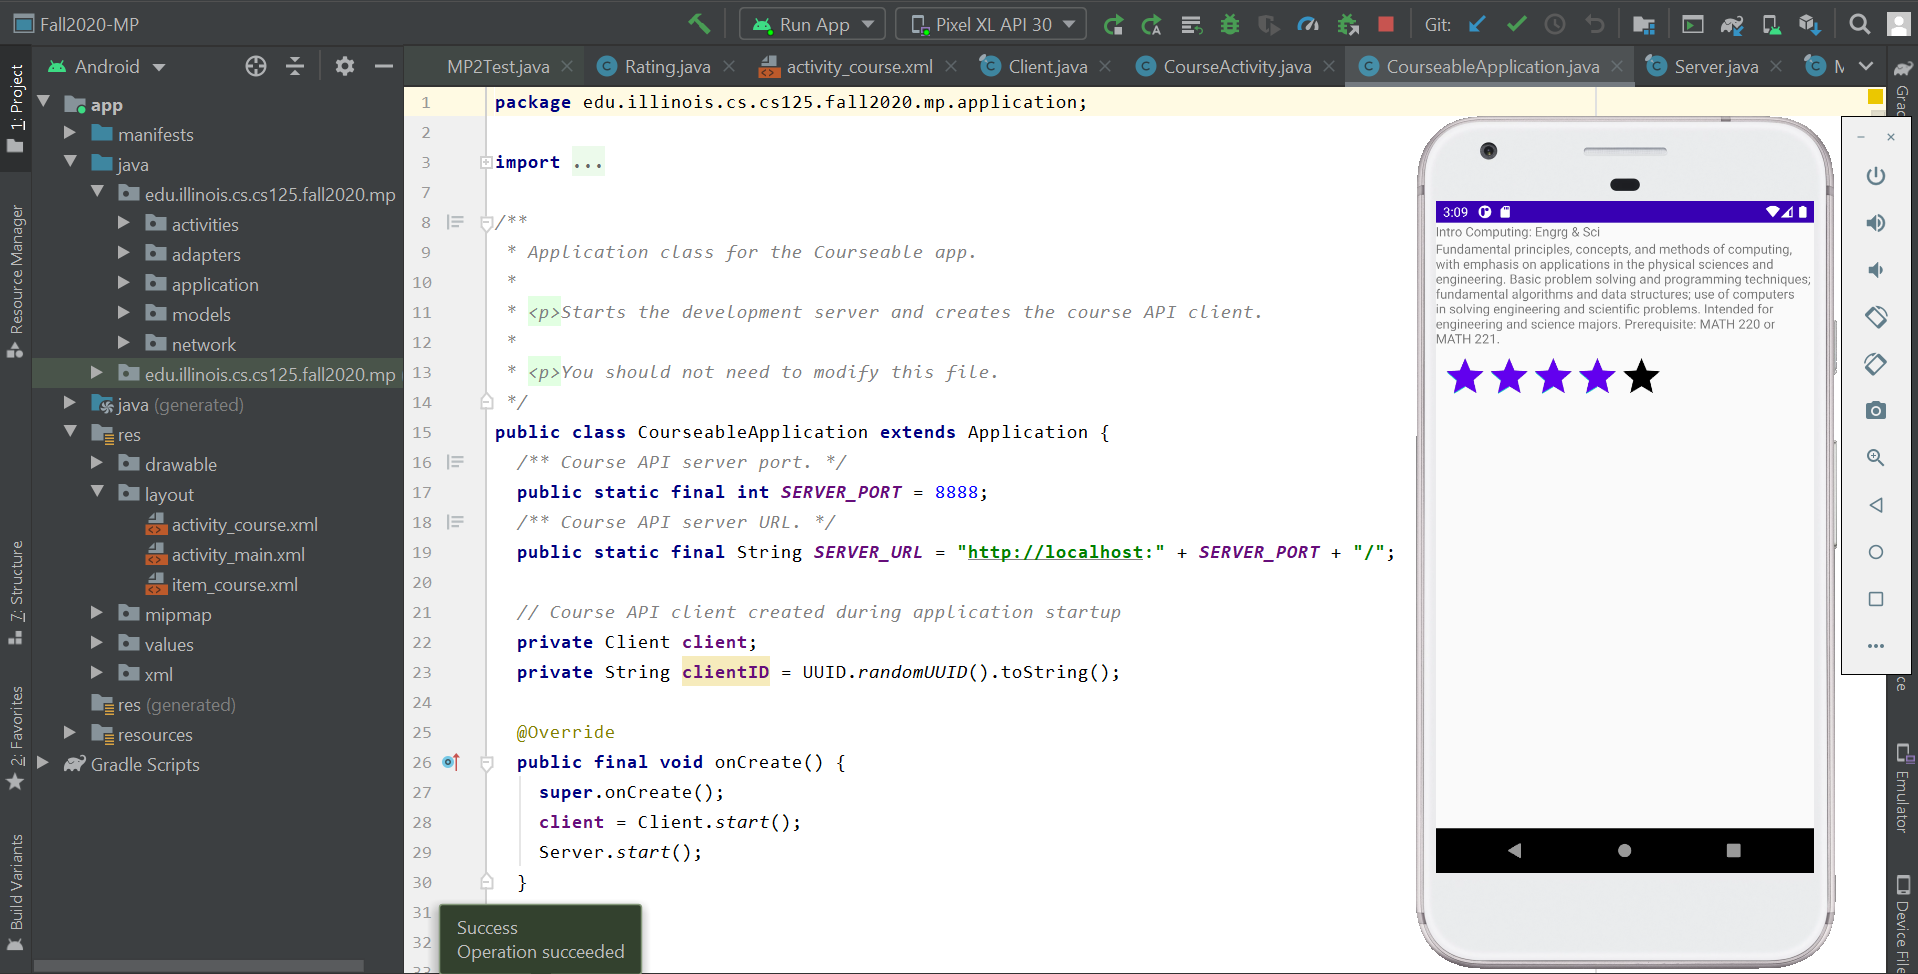 Fall2020-MP
Run App
Pixel XL API 30
Git:
Android
MP2Test.java
Rating.java
activity_course.xml
Client.java
CourseActivity.java
CourseableApplication.java
Server.java
1: Project
Resource Manager
7: Structure
2: Favorites
Build Variants
app
manifests
java
edu.illinois.cs.cs125.fall2020.mp
activities
adapters
application
models
network
edu.illinois.cs.cs125.fall2020.mp
java (generated)
res
drawable
layout
activity_course.xml
activity_main.xml
item_course.xml
mipmap
values
xml
res (generated)
resources
Gradle Scripts
1 package edu.illinois.cs.cs125.fall2020.mp.application;
2
3 import ...
7
8 /**
9 * Application class for the Courseable app.
10 *
11 * <p>Starts the development server and creates the course API client.
12 *
13 * <p>You should not need to modify this file.
14 */
15 public class CourseableApplication extends Application {
16 /** Course API server port. */
17 public static final int SERVER_PORT = 8888;
18 /** Course API server URL. */
19 public static final String SERVER_URL = "http://localhost:" + SERVER_PORT + "/";
20
21 // Course API client created during application startup
22 private Client client;
23 private String clientID = UUID.randomUUID().toString();
24
25 @Override
26 public final void onCreate() {
27 super.onCreate();
28 client = Client.start();
29 Server.start();
30 }
31
32
Success
Operation succeeded
3:09
Intro Computing: Engrg & Sci
Fundamental principles, concepts, and methods of computing,
with emphasis on applications in the physical sciences and
engineering. Basic problem solving and programming techniques;
fundamental algorithms and data structures; use of computers
in solving engineering and scientific problems. Intended for
engineering and science majors. Prerequisite: MATH 220 or
MATH 221.
Emulator